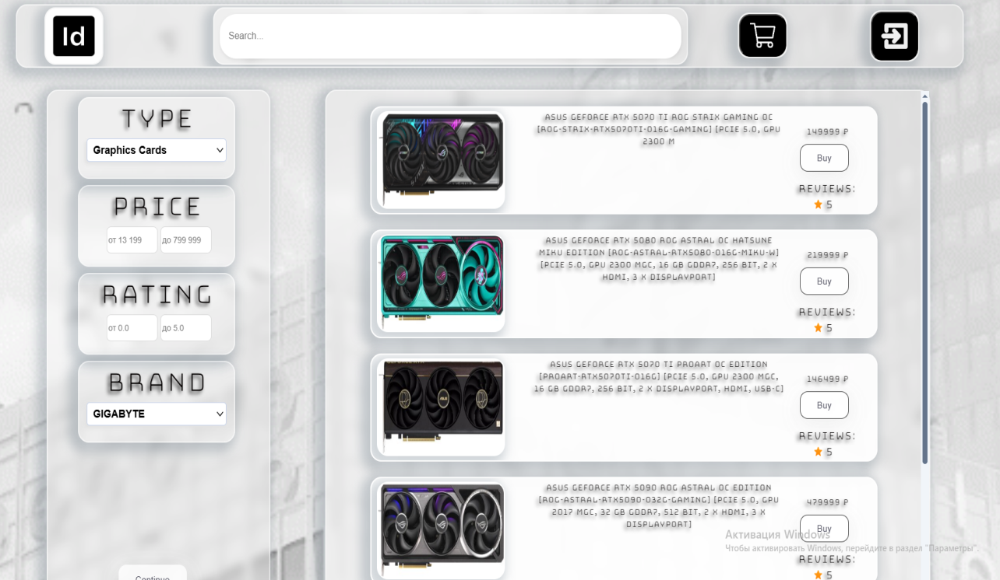 Id
Search...
TYPE
Graphics Cards
PRICE
от 13 199
до 799 999
RATING
от 0.0
до 5.0
BRAND
GIGABYTE
Continue
ASUS GEFORCE RTX 5070 TI ROG STRIX GAMING OC
[ROG-STRIX-RTX5070TI-O16G-GAMING] [PCIE 5.0, GPU
2300 М
149999 ₽
Buy
REVIEWS:
5
ASUS GEFORCE RTX 5080 ROG ASTRAL OC HATSUNE
MIKU EDITION [ROG-ASTRAL-RTX5080-O16G-MIKU-W]
[PCIE 5.0, GPU 2300 МГС, 16 GB GDDR7, 256 BIT, 2 X
HDMI, 3 X DISPLAYPORT]
219999 ₽
Buy
REVIEWS:
5
ASUS GEFORCE RTX 5070 TI PROART OC EDITION
[PROART-RTX5070TI-O16G] [PCIE 5.0, GPU 2300 МГС,
16 GB GDDR7, 256 BIT, 2 X DISPLAYPORT, HDMI, USB-C]
146499 ₽
Buy
REVIEWS:
5
ASUS GEFORCE RTX 5090 ROG ASTRAL OC EDITION
[ROG-ASTRAL-RTX5090-O32G-GAMING] [PCIE 5.0, GPU
2017 МГС, 32 GB GDDR7, 512 BIT, 2 X HDMI, 3 X
DISPLAYPORT]
479999 ₽
Buy
REVIEWS:
5
Активация Windows
Чтобы активировать Windows, перейдите в раздел "Параметры".